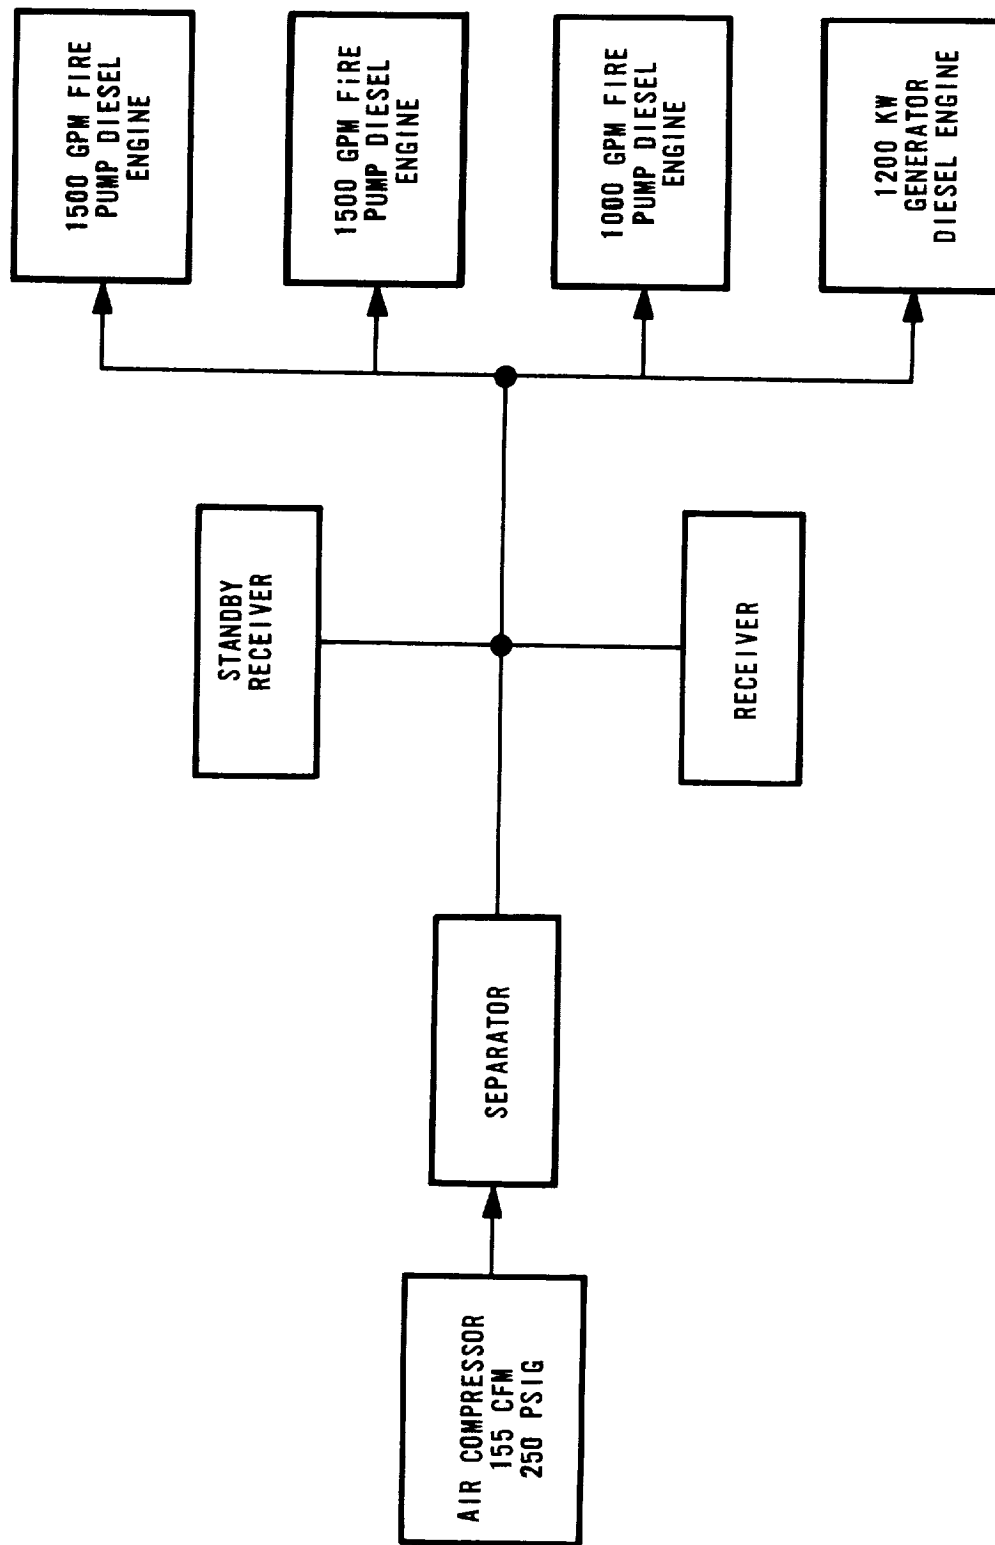 AIR COMPRESSOR
155 CFM
250 PSIG
SEPARATOR
STANDBY
RECEIVER
RECEIVER
1500 GPM FIRE
PUMP DIESEL
ENGINE
1500 GPM FIRE
PUMP DIESEL
ENGINE
1000 GPM FIRE
PUMP DIESEL
ENGINE
1200 KW
GENERATOR
DIESEL ENGINE